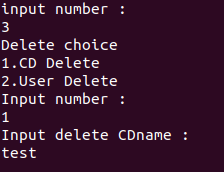 input number :
3
Delete choice
1.CD Delete
2.User Delete
Input number :
1
Input delete CDname :
test